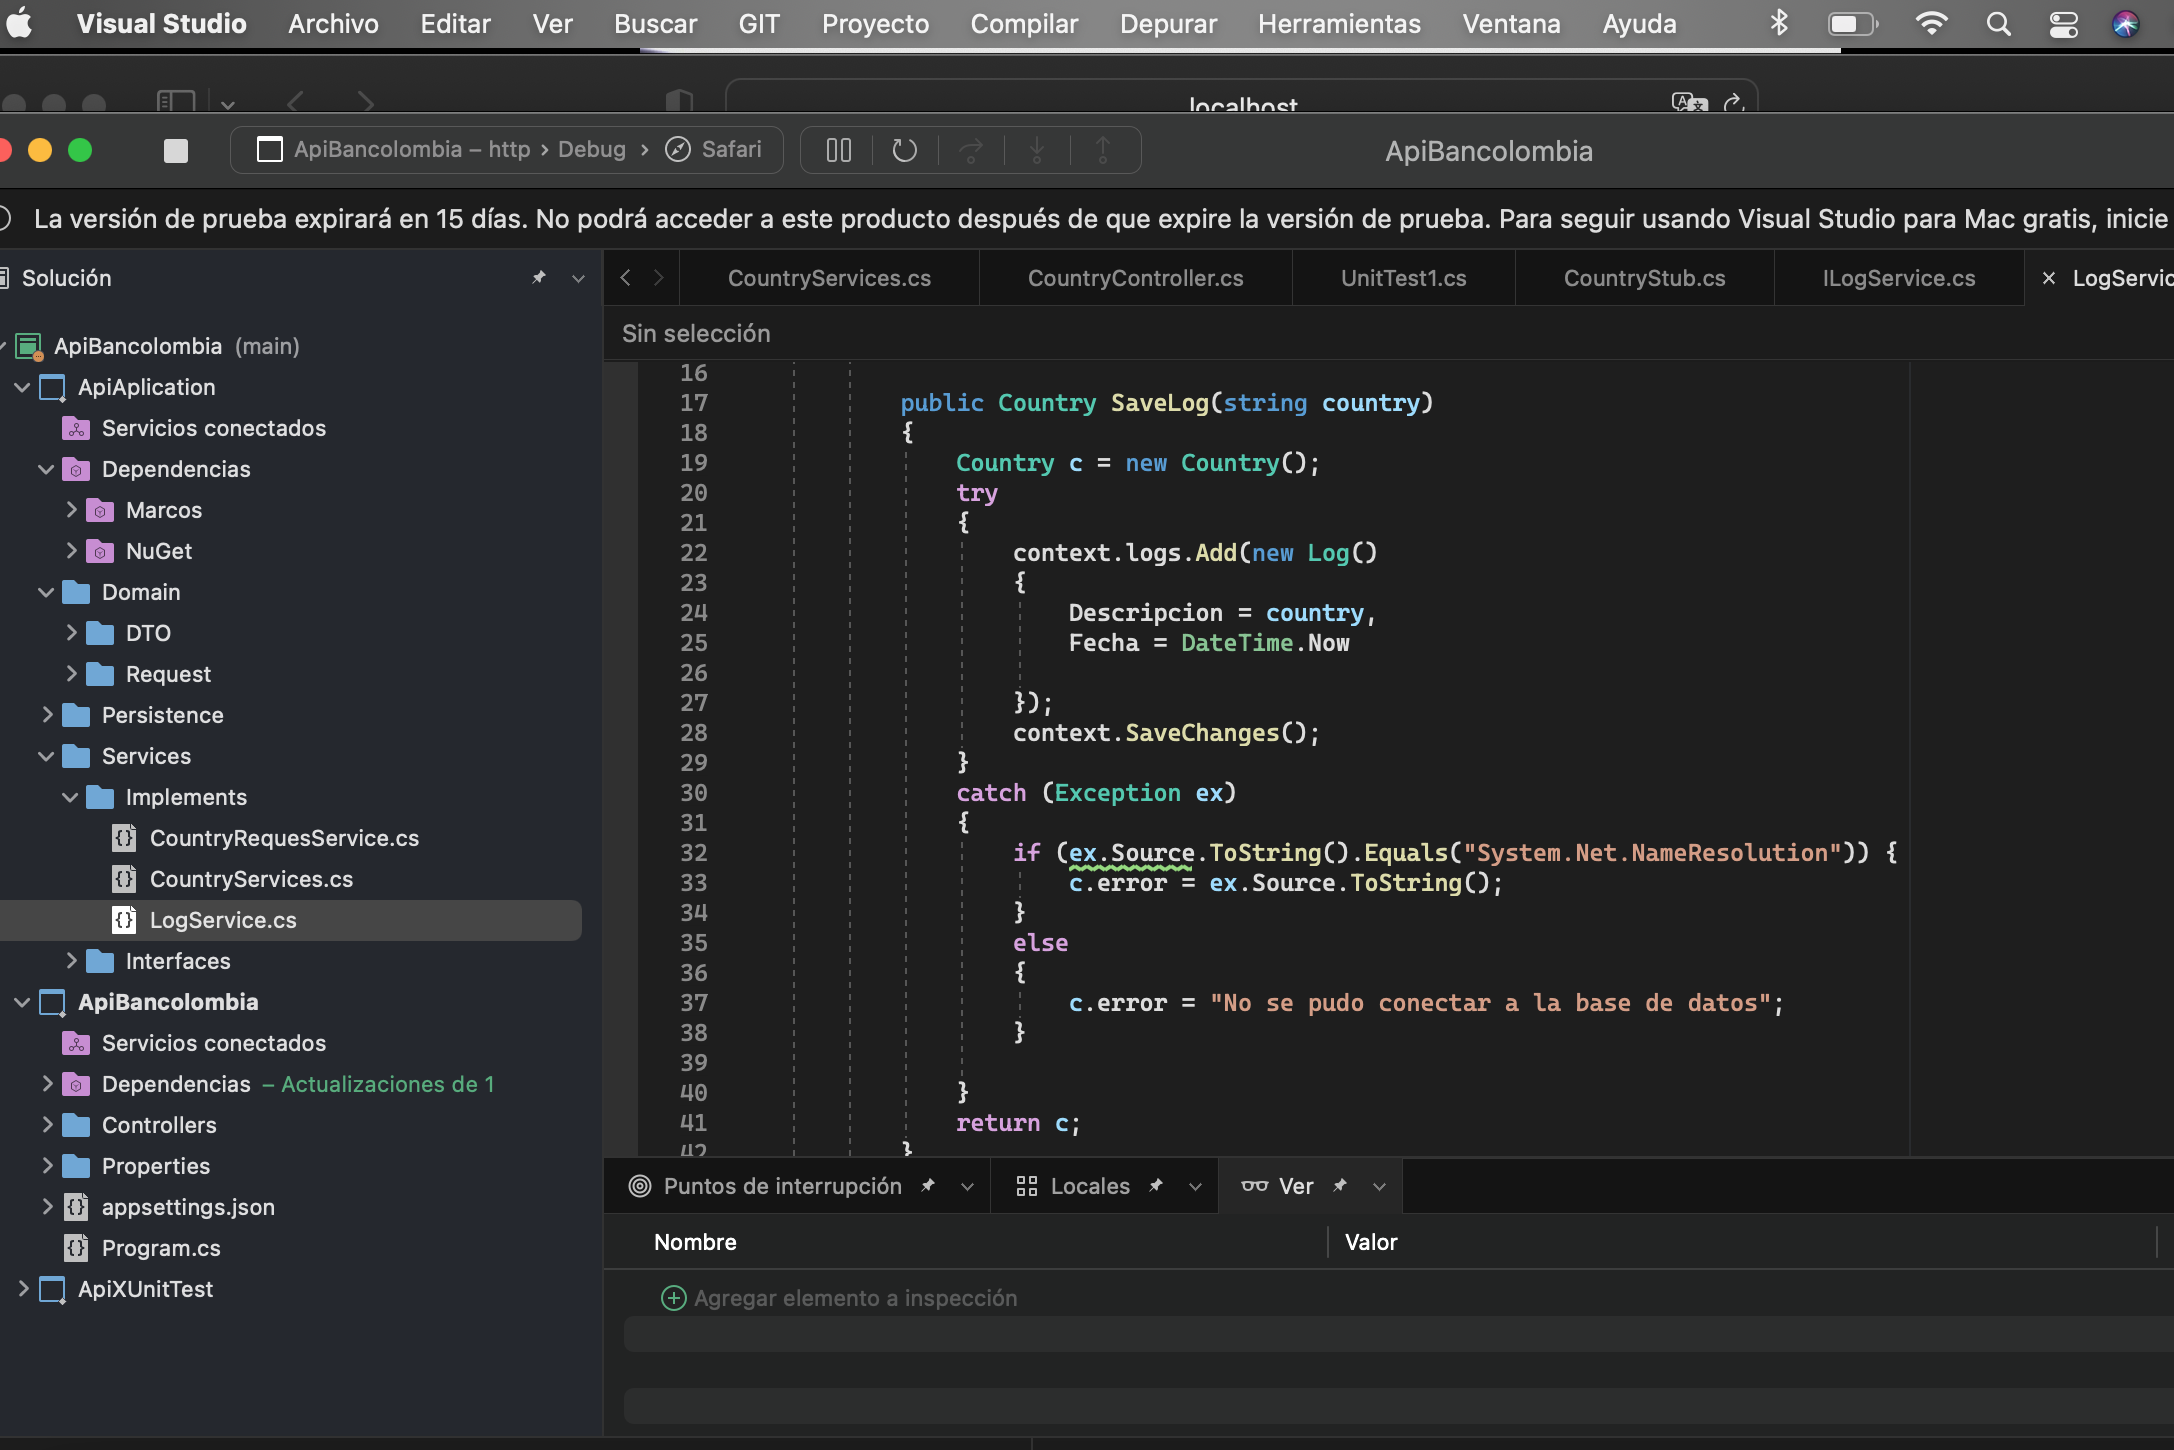 Visual Studio Archivo Editar Ver Buscar GIT Proyecto Compilar Depurar Herramientas Ventana Ayuda
localhost
ApiBancolombia – http › Debug › Safari
ApiBancolombia
La versión de prueba expirará en 15 días. No podrá acceder a este producto después de que expire la versión de prueba. Para seguir usando Visual Studio para Mac gratis, inicie
Solución
CountryServices.cs CountryController.cs UnitTest1.cs CountryStub.cs ILogService.cs × LogServic
Sin selección
ApiBancolombia (main)
ApiAplication
Servicios conectados
Dependencias
Marcos
NuGet
Domain
DTO
Request
Persistence
Services
Implements
CountryRequesService.cs
CountryServices.cs
LogService.cs
Interfaces
ApiBancolombia
Servicios conectados
Dependencias – Actualizaciones de 1
Controllers
Properties
appsettings.json
Program.cs
ApiXUnitTest
16
17 public Country SaveLog(string country)
18 {
19 Country c = new Country();
20 try
21 {
22 context.logs.Add(new Log()
23 {
24 Descripcion = country,
25 Fecha = DateTime.Now
26
27 });
28 context.SaveChanges();
29 }
30 catch (Exception ex)
31 {
32 if (ex.Source.ToString().Equals("System.Net.NameResolution")) {
33 c.error = ex.Source.ToString();
34 }
35 else
36 {
37 c.error = "No se pudo conectar a la base de datos";
38 }
39
40 }
41 return c;
42 }
Puntos de interrupción Locales Ver
Nombre Valor
Agregar elemento a inspección